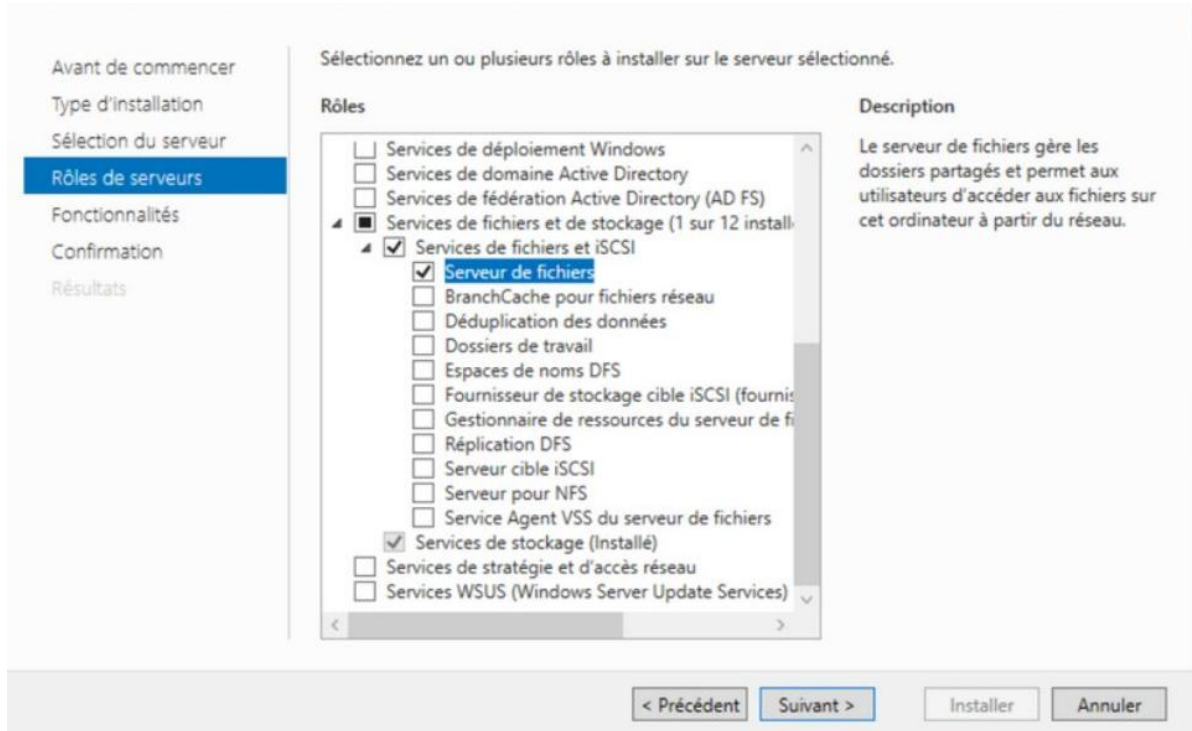 Avant de commencer
Type d'installation
Sélection du serveur
Rôles de serveurs
Fonctionnalités
Confirmation
Résultats
Sélectionnez un ou plusieurs rôles à installer sur le serveur sélectionné.
Rôles
Services de déploiement Windows
Services de domaine Active Directory
Services de fédération Active Directory (AD FS)
Services de fichiers et de stockage (1 sur 12 install
Services de fichiers et iSCSI
Serveur de fichiers
BranchCache pour fichiers réseau
Déduplication des données
Dossiers de travail
Espaces de noms DFS
Fournisseur de stockage cible iSCSI (fournis
Gestionnaire de ressources du serveur de fi
Réplication DFS
Serveur cible iSCSI
Serveur pour NFS
Service Agent VSS du serveur de fichiers
Services de stockage (Installé)
Services de stratégie et d'accès réseau
Services WSUS (Windows Server Update Services)
Description
Le serveur de fichiers gère les
dossiers partagés et permet aux
utilisateurs d'accéder aux fichiers sur
cet ordinateur à partir du réseau.
< Précédent
Suivant >
Installer
Annuler